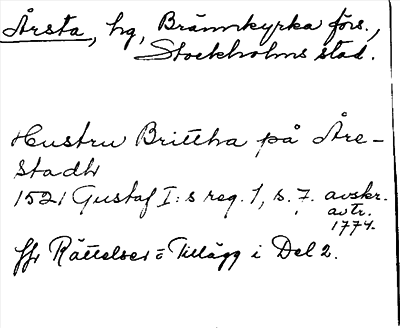 Årsta, hg, Brännkyrka förs.,
Stockholms stad.
Hustru Brittha på Åre-
stadh
1521 Gustaf I:s reg. 1, s. 7. avskr.
avtr.
1774.
jfr Rättelser o Tillägg i Del 2.